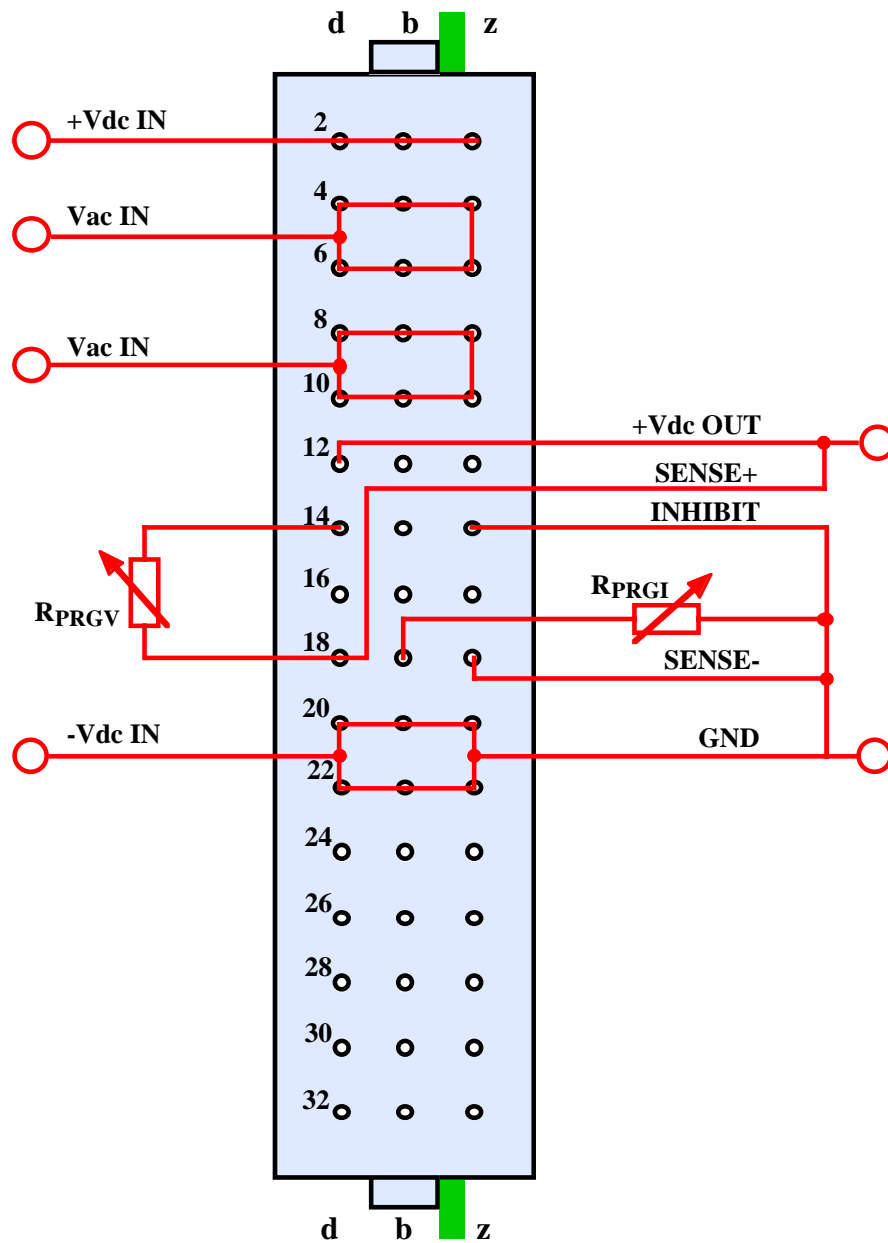 d b z
2
+Vdc IN
4
Vac IN
6
8
Vac IN
10
+Vdc OUT
12
SENSE+
14
INHIBIT
16
RPRGI
RPRGV
18
SENSE-
20
-Vdc IN
GND
22
24
26
28
30
32
d b z